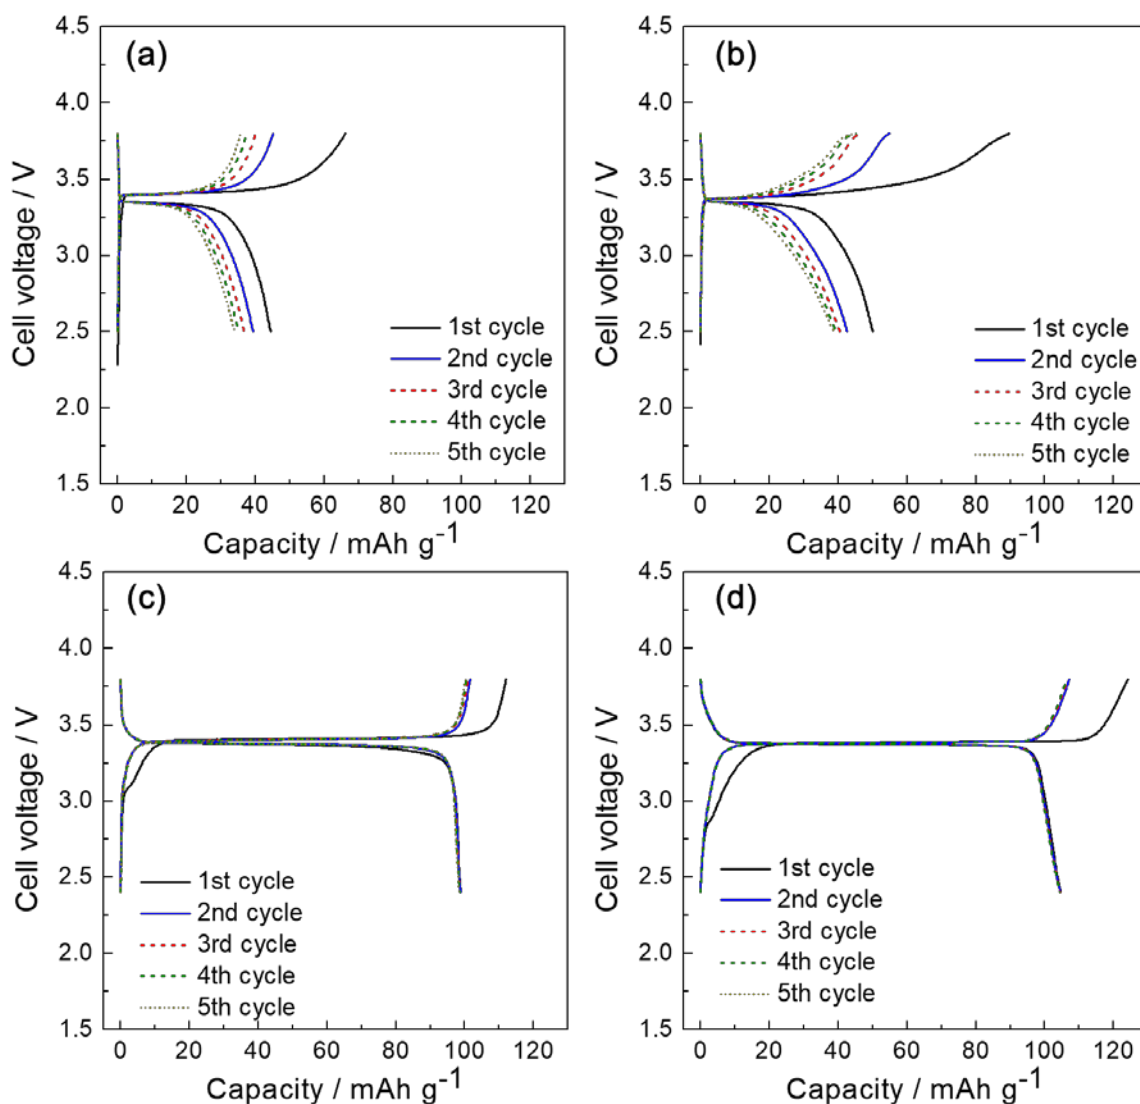 (a)
4.5
4.0
3.5
3.0
2.5
2.0
1.5
Cell voltage / V
1st cycle
2nd cycle
3rd cycle
4th cycle
5th cycle
0 20 40 60 80 100 120
Capacity / mAh g⁻¹
(b)
4.5
4.0
3.5
3.0
2.5
2.0
1.5
Cell voltage / V
1st cycle
2nd cycle
3rd cycle
4th cycle
5th cycle
0 20 40 60 80 100 120
Capacity / mAh g⁻¹
(c)
4.5
4.0
3.5
3.0
2.5
2.0
1.5
Cell voltage / V
1st cycle
2nd cycle
3rd cycle
4th cycle
5th cycle
0 20 40 60 80 100 120
Capacity / mAh g⁻¹
(d)
4.5
4.0
3.5
3.0
2.5
2.0
1.5
Cell voltage / V
1st cycle
2nd cycle
3rd cycle
4th cycle
5th cycle
0 20 40 60 80 100 120
Capacity / mAh g⁻¹